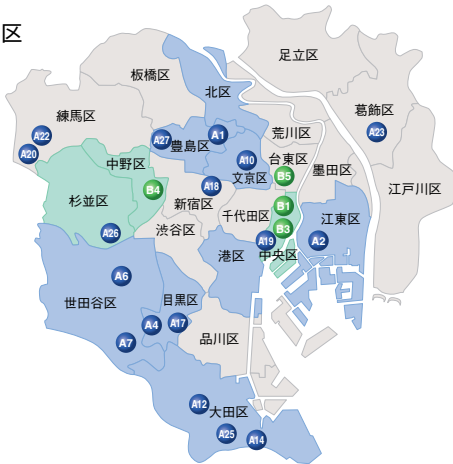 区
足立区
板橋区
北区
葛飾区
練馬区
A22
A27
豊島区
A1
荒川区
A23
A20
中野区
A10
文京区
台東区
B5
墨田区
江戸川区
杉並区
B4
A18
新宿区
千代田区
B1
江東区
A26
渋谷区
港区
A19
B3
中央区
A2
A6
世田谷区
目黒区
A4
A17
A7
品川区
A12
大田区
A25
A14